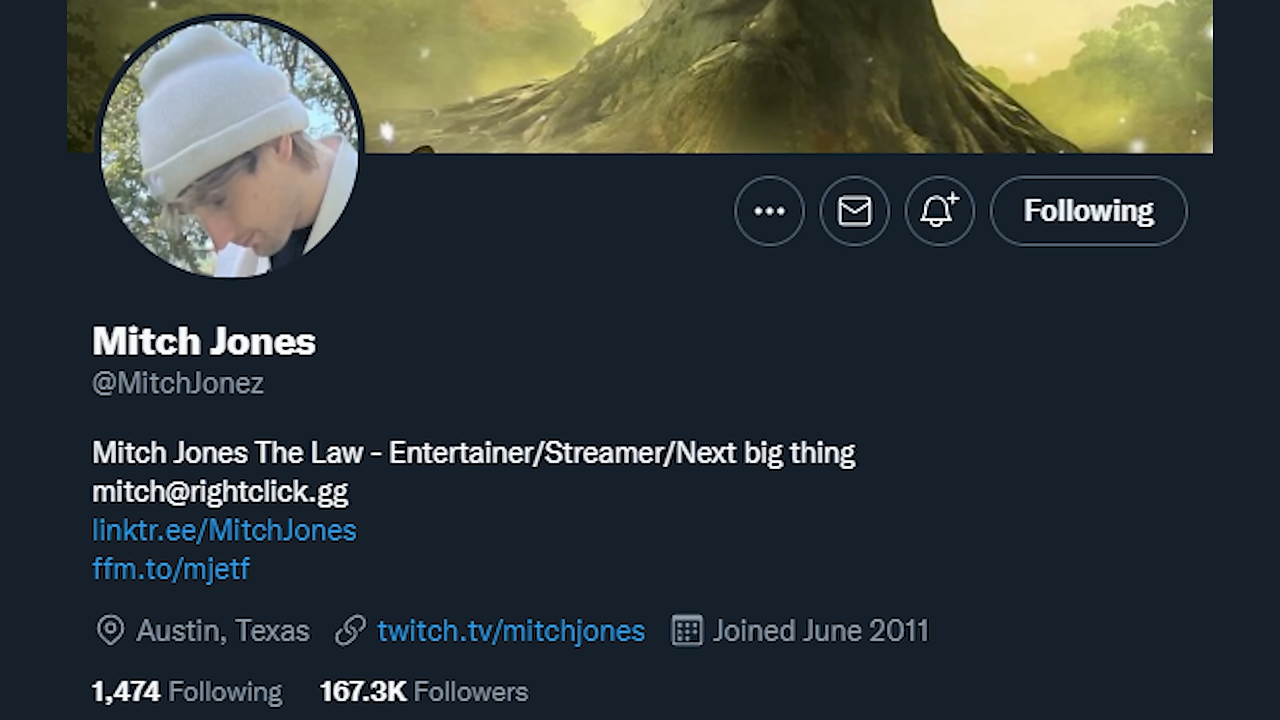 Following
Mitch Jones
@MitchJonez
Mitch Jones The Law - Entertainer/Streamer/Next big thing
mitch@rightclick.gg
linktr.ee/MitchJones
ffm.to/mjetf
Austin, Texas twitch.tv/mitchjones Joined June 2011
1,474 Following 167.3K Followers